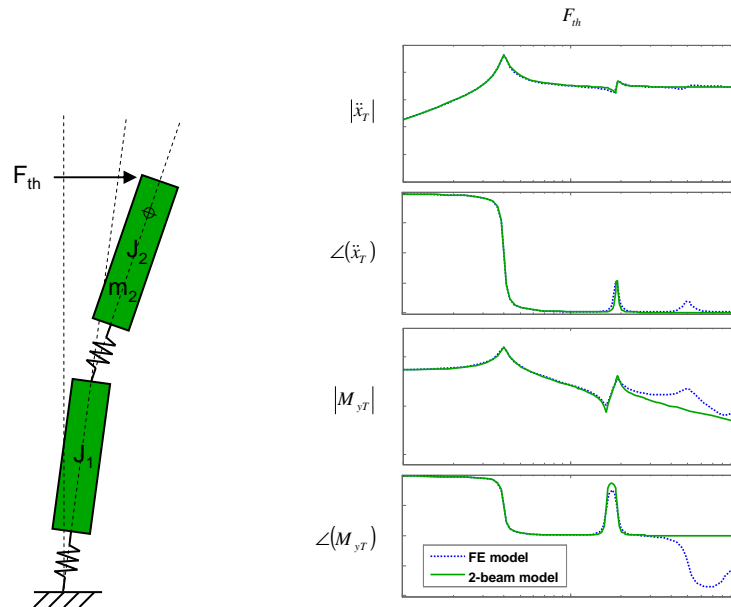 F_th
|ẍ_T|
F_th
J_2
m_2
∠(ẍ_T)
|M_yT|
J_1
∠(M_yT)
FE model
2-beam model